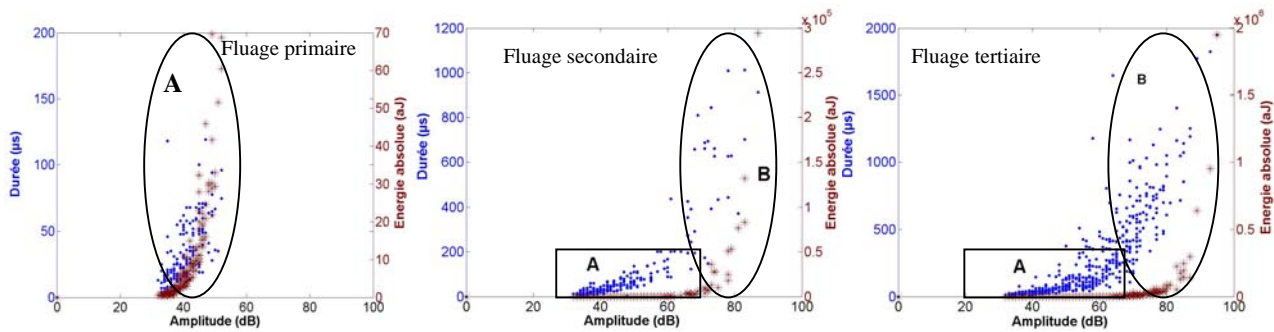 Fluage primaire
A
Durée (µs)
200
150
100
50
0
0 20 40 60 80 100
Amplitude (dB)
70
60
50
40
30
20
10
0
Energie absolue (aJ)
Fluage secondaire
A
B
Durée (µs)
1200
1000
800
600
400
200
0
0 20 40 60 80 100
Amplitude (dB)
x 10^5
3
2.5
2
1.5
1
0.5
0
Energie absolue (aJ)
Fluage tertiaire
A
B
Durée (µs)
2000
1500
1000
500
0
0 20 40 60 80 100
Amplitude (dB)
x 10^6
2
1.5
1
0.5
0
Energie absolue (aJ)